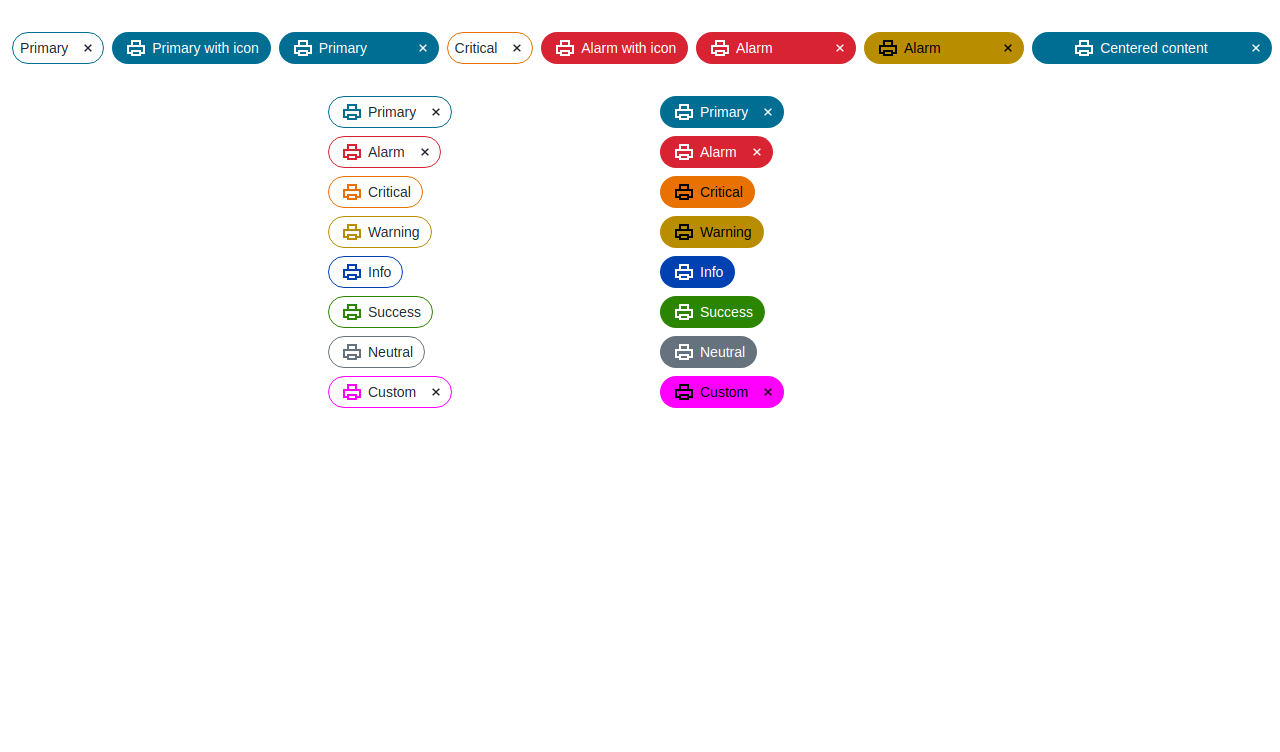 Primary Primary with icon Primary Critical Alarm with icon Alarm Alarm Centered content
Primary Primary
Alarm Alarm
Critical Critical
Warning Warning
Info Info
Success Success
Neutral Neutral
Custom Custom